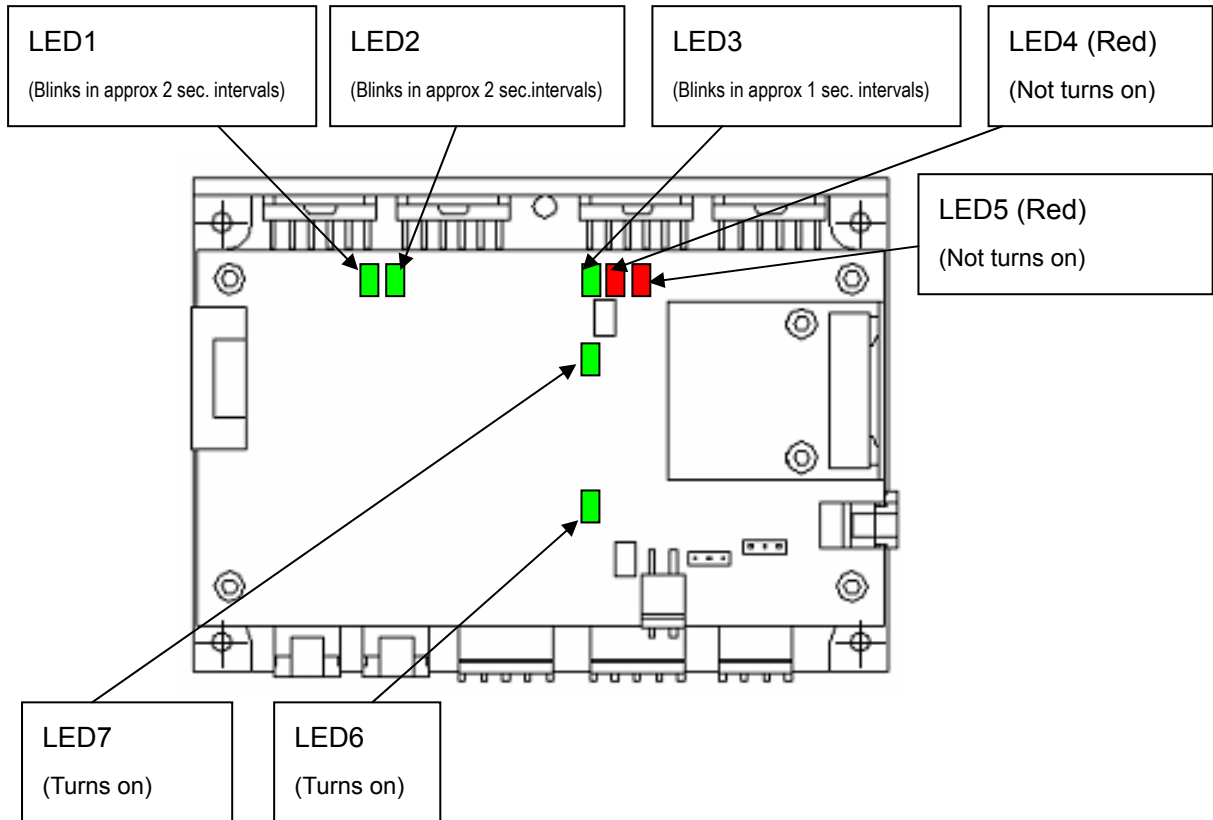 LED1
(Blinks in approx 2 sec. intervals)
LED2
(Blinks in approx 2 sec.intervals)
LED3
(Blinks in approx 1 sec. intervals)
LED4 (Red)
(Not turns on)
LED5 (Red)
(Not turns on)
LED7
(Turns on)
LED6
(Turns on)